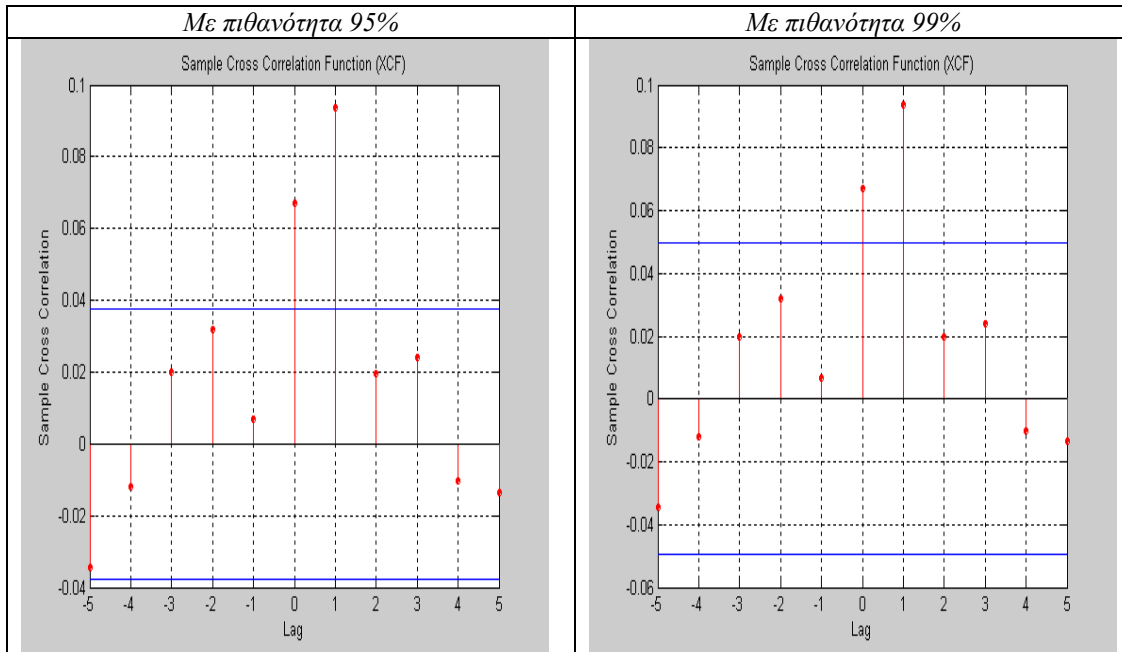 Με πιθανότητα 95%
Με πιθανότητα 99%
Sample Cross Correlation Function (XCF)
Sample Cross Correlation
0.1
0.08
0.06
0.04
0.02
0
-0.02
-0.04
-5 -4 -3 -2 -1 0 1 2 3 4 5
Lag
Sample Cross Correlation Function (XCF)
Sample Cross Correlation
0.1
0.08
0.06
0.04
0.02
0
-0.02
-0.04
-0.06
-5 -4 -3 -2 -1 0 1 2 3 4 5
Lag